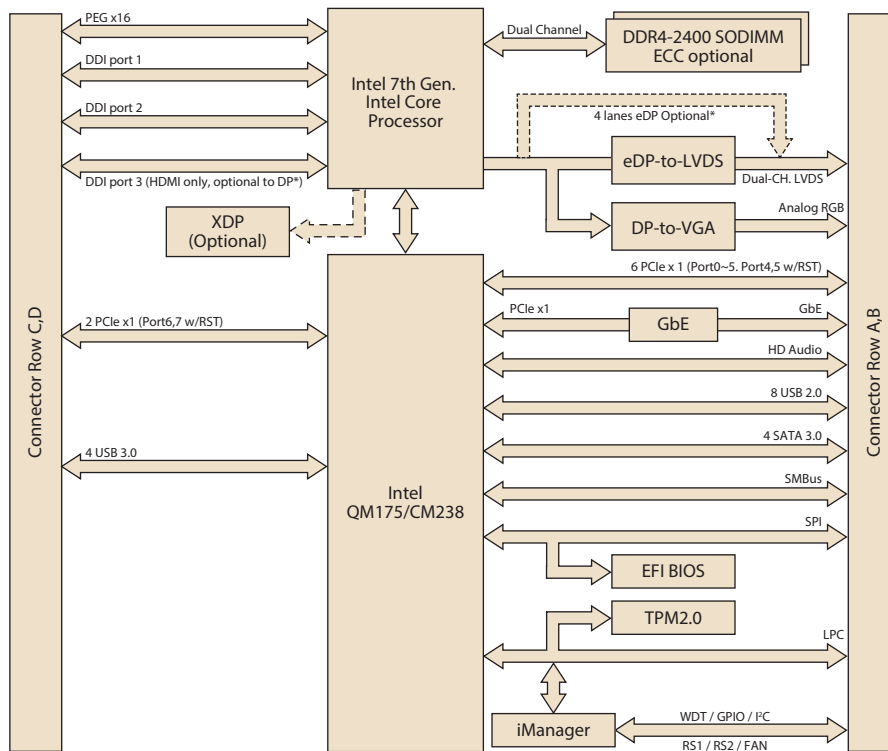 PEG x16
Dual Channel
DDR4-2400 SODIMM
ECC optional
DDI port 1
Intel 7th Gen.
Intel Core
Processor
DDI port 2
4 lanes eDP Optional*
eDP-to-LVDS
DDI port 3 (HDMI only, optional to DP*)
Dual-CH. LVDS
XDP
(Optional)
DP-to-VGA
Analog RGB
6 PCIe x 1 (Port0~5. Port4,5 w/RST)
Connector Row C,D
2 PCIe x1 (Port6,7 w/RST)
PCIe x1
GbE
GbE
Connector Row A,B
HD Audio
8 USB 2.0
4 USB 3.0
4 SATA 3.0
Intel
QM175/CM238
SMBus
SPI
EFI BIOS
TPM2.0
LPC
iManager
WDT / GPIO / I²C
RS1 / RS2 / FAN